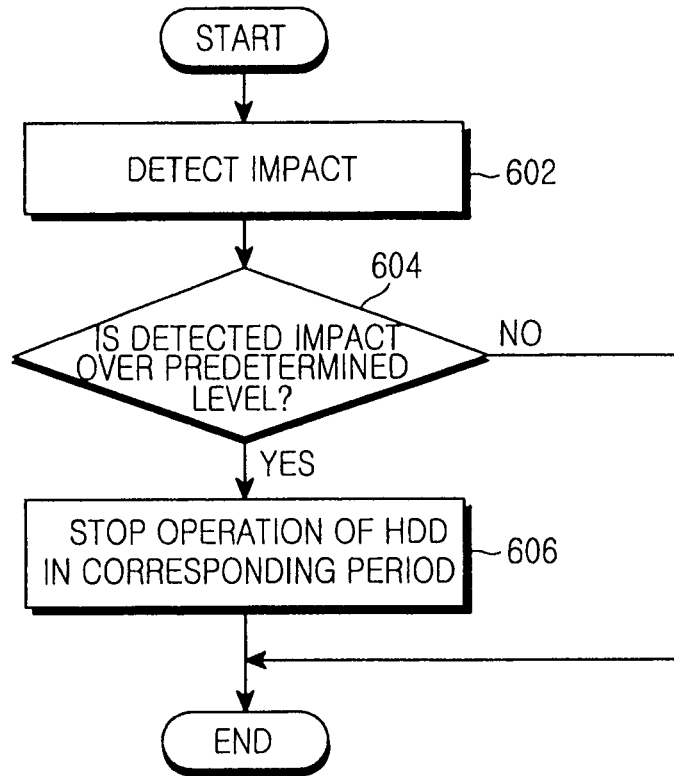 START
DETECT IMPACT
602
604
IS DETECTED IMPACT
OVER PREDETERMINED
LEVEL?
NO
YES
STOP OPERATION OF HDD
IN CORRESPONDING PERIOD
606
END